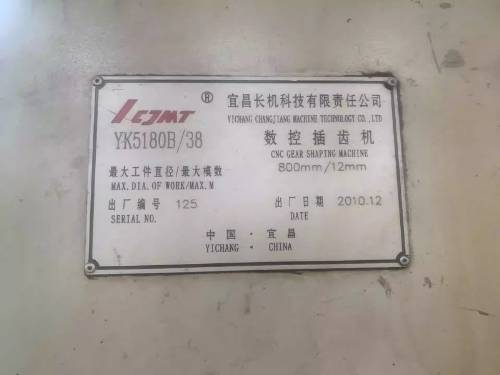 YCJMT ® 宜昌长机科技有限责任公司
YICHANG CHANGJIANG MACHINE TECHNOLOGY CO.,LTD
YK5180B/38 数控插齿机
CNC GEAR SHAPING MACHINE
最大工件直径/最大模数 800mm/12mm
MAX.DIA.OF WORK/MAX.M
出厂编号 125 出厂日期 2010.12
SERIAL NO. DATE
中国·宜昌
YICHANG · CHINA